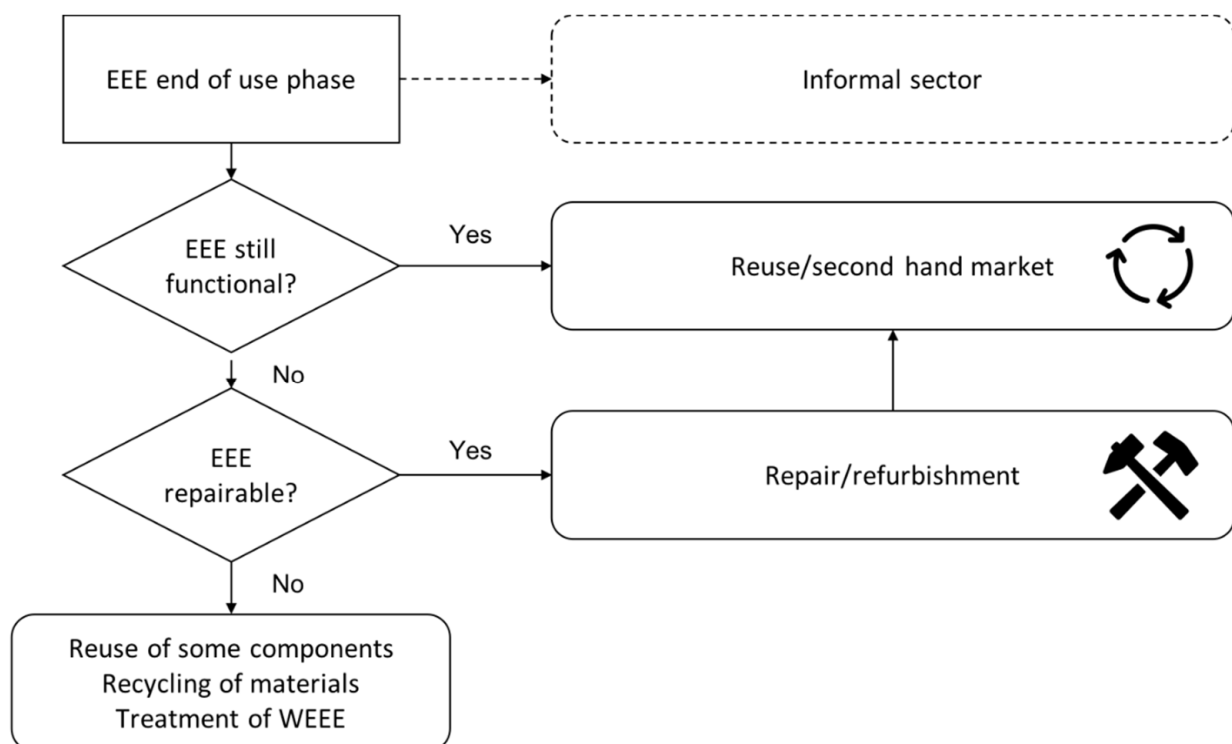 EEE end of use phase
Informal sector
EEE still
functional?
Yes
Reuse/second hand market
No
EEE
repairable?
Yes
Repair/refurbishment
No
Reuse of some components
Recycling of materials
Treatment of WEEE